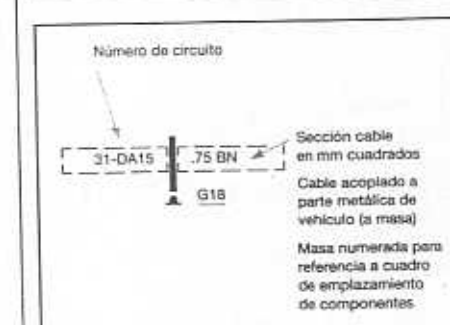 Número de circuito
31-DA15 .75 BN
G18
Sección cable
en mm cuadrados
Cable acoplado a
parte metálica de
vehículo (a masa)
Masa numerada para
referencia a cuadro
de emplazamiento
de componentes